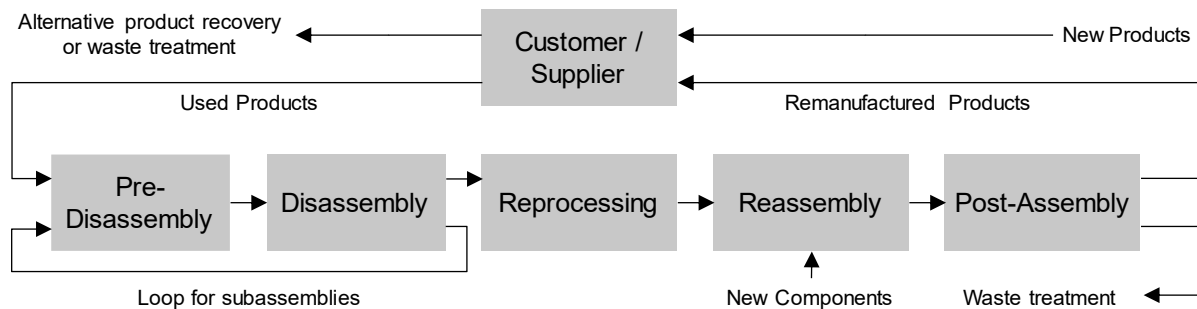 Alternative product recovery
or waste treatment
Customer /
Supplier
New Products
Used Products
Remanufactured Products
Pre-
Disassembly
Disassembly
Reprocessing
Reassembly
Post-Assembly
Loop for subassemblies
New Components
Waste treatment